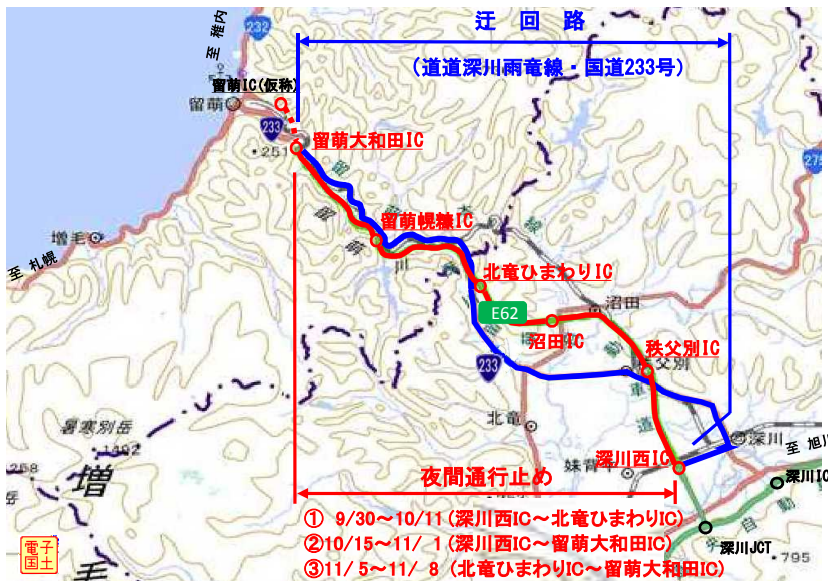 迂 回 路
(道道深川雨竜線・国道233号)
至 稚内
232
留萌IC(仮称)
留萌
233
留萌大和田IC
・251
275
留萌幌糠IC
増毛
至 札幌
川
北竜ひまわりIC
E62
沼田
沼田IC
秩父別IC
233
父別
北竜
暑寒別岳
1492
深川
至 旭川
深川西IC
妹背牛
258
増
夜間通行止め
深川IC
① 9/30～10/11(深川西IC～北竜ひまわりIC)
②10/15～11/ 1 (深川西IC～留萌大和田IC)
③11/ 5～11/ 8 (北竜ひまわりIC～留萌大和田IC)
深川JCT
・795
電子
国土